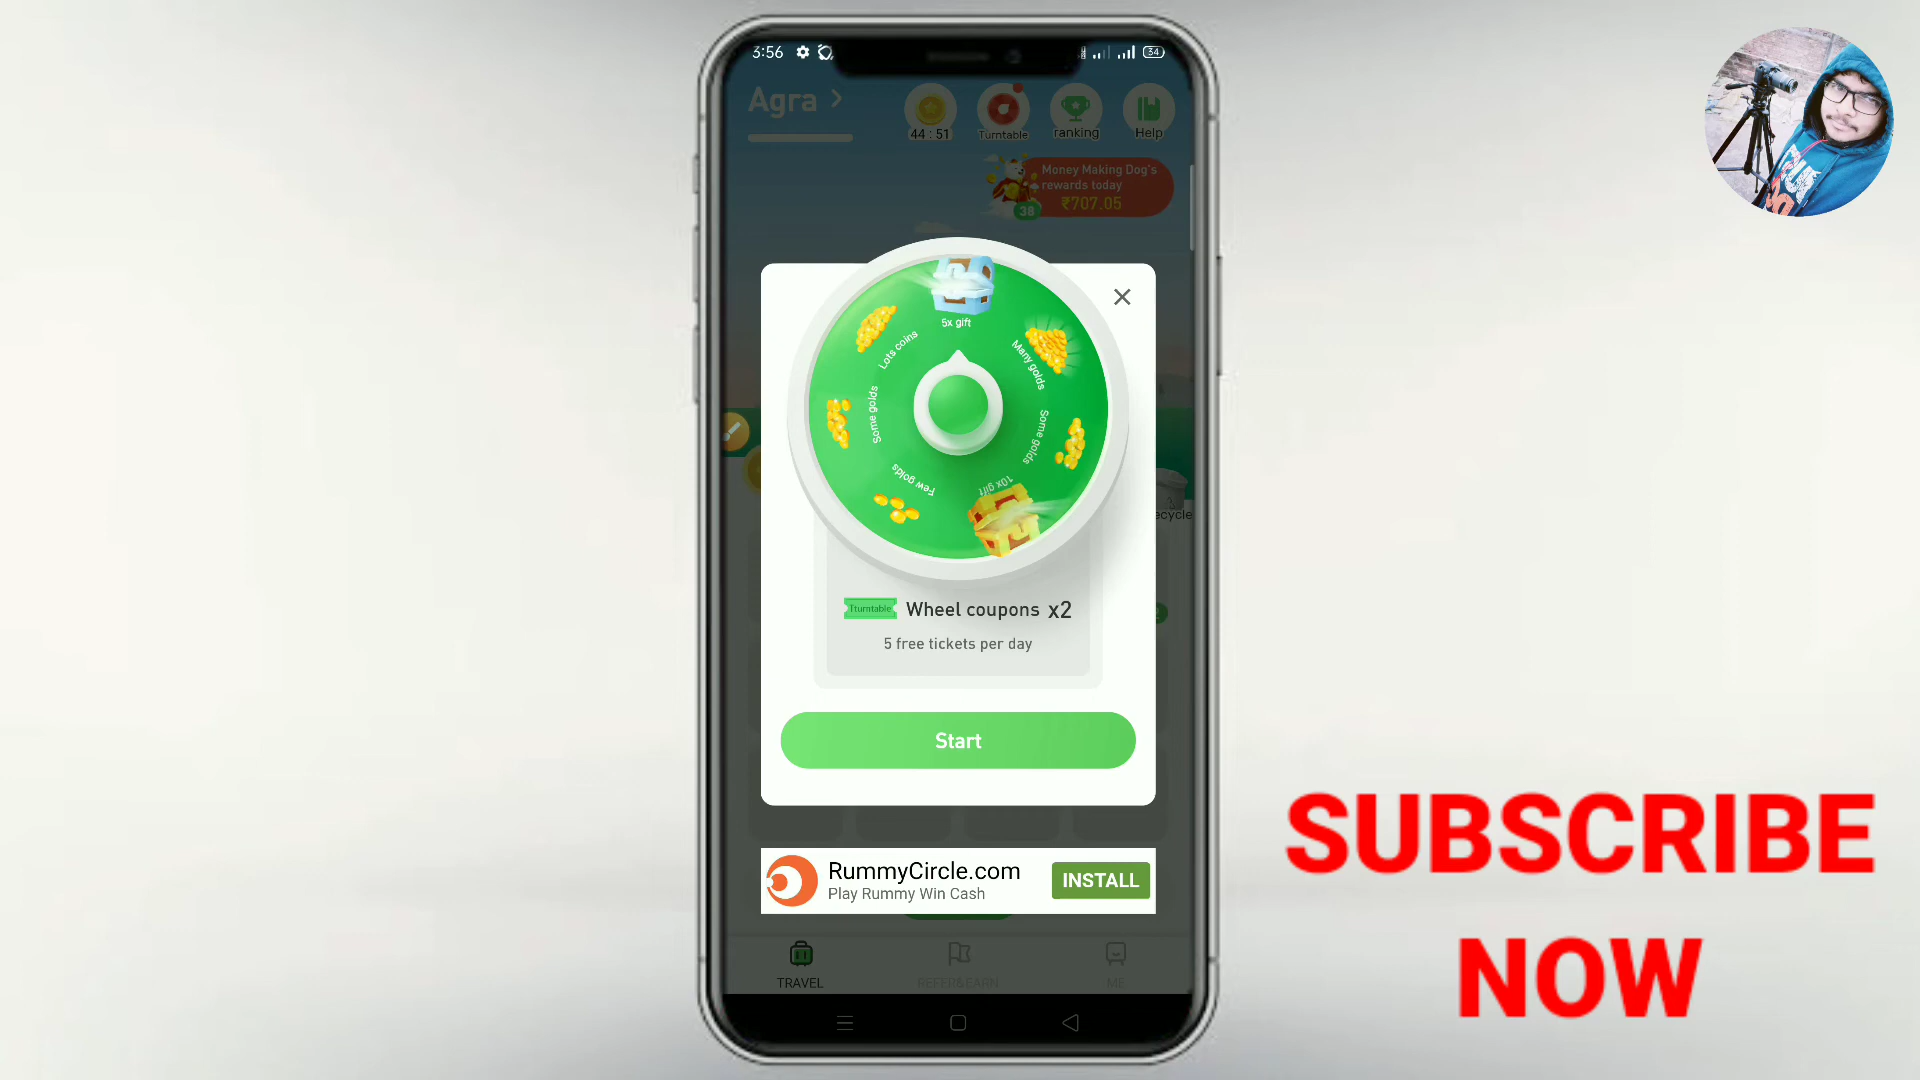 3:56
34
Agra >
44 : 51
Turntable
ranking
Help
Money Making Dog's
rewards today
₹707.05
38
5x gift
Many golds
Some golds
10x gift
Few golds
Some golds
Lots coins
ecycle
Tturntable
Wheel coupons x2
5 free tickets per day
Start
RummyCircle.com
Play Rummy Win Cash
INSTALL
TRAVEL
REFER&EARN
ME
SUBSCRIBE
NOW